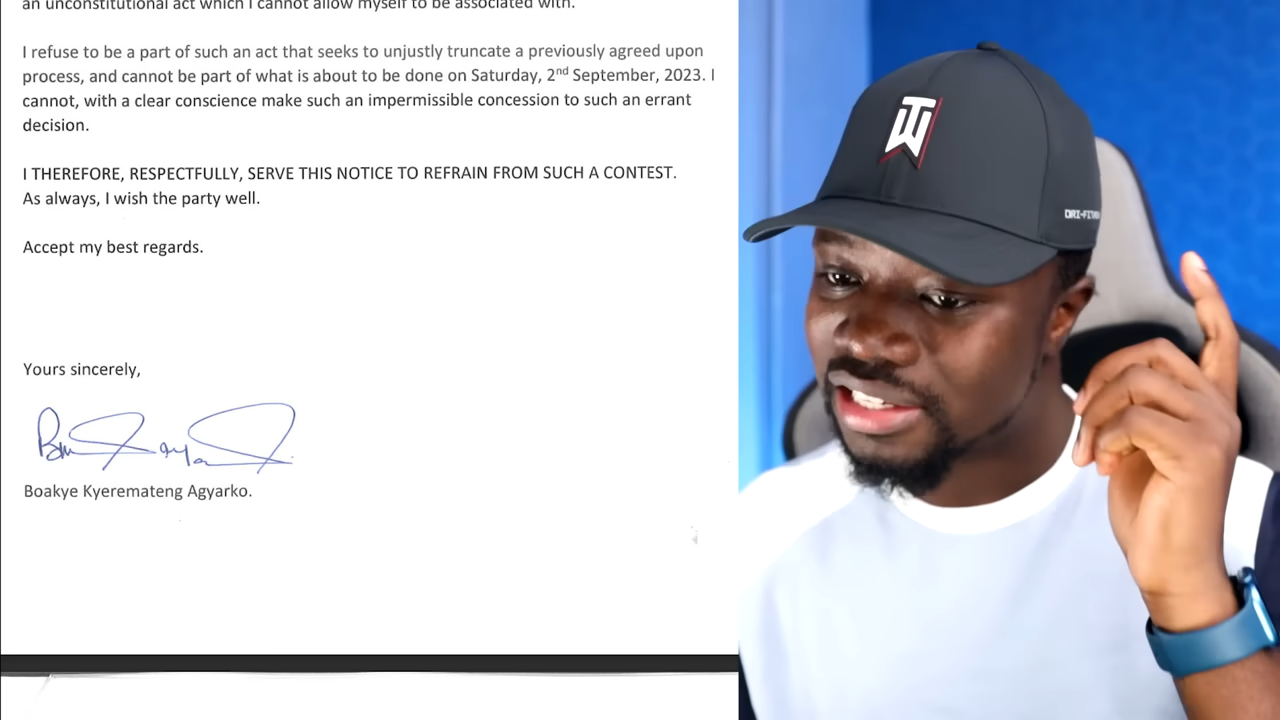 an unconstitutional act which I cannot allow myself to be associated with.
I refuse to be a part of such an act that seeks to unjustly truncate a previously agreed upon
process, and cannot be part of what is about to be done on Saturday, 2nd September, 2023. I
cannot, with a clear conscience make such an impermissible concession to such an errant
decision.
I THEREFORE, RESPECTFULLY, SERVE THIS NOTICE TO REFRAIN FROM SUCH A CONTEST.
As always, I wish the party well.
Accept my best regards.
Yours sincerely,
Boakye Kyeremateng Agyarko.
TW